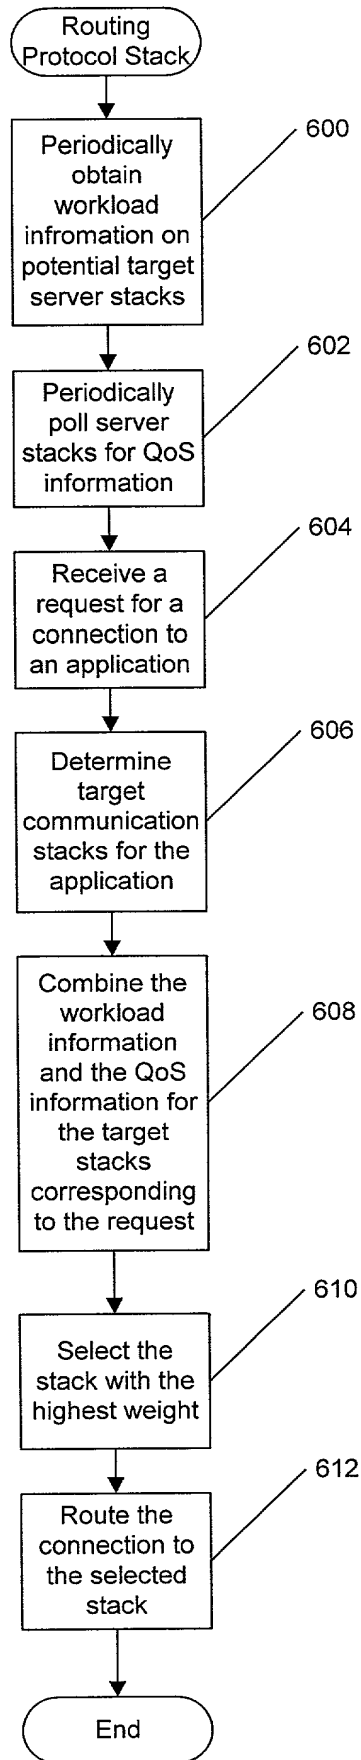 Routing
Protocol Stack
600
Periodically
obtain
workload
infromation on
potential target
server stacks
602
Periodically
poll server
stacks for QoS
information
604
Receive a
request for a
connection to
an application
606
Determine
target
communication
stacks for the
application
608
Combine the
workload
information
and the QoS
information for
the target
stacks
corresponding
to the request
610
Select the
stack with the
highest weight
612
Route the
connection to
the selected
stack
End